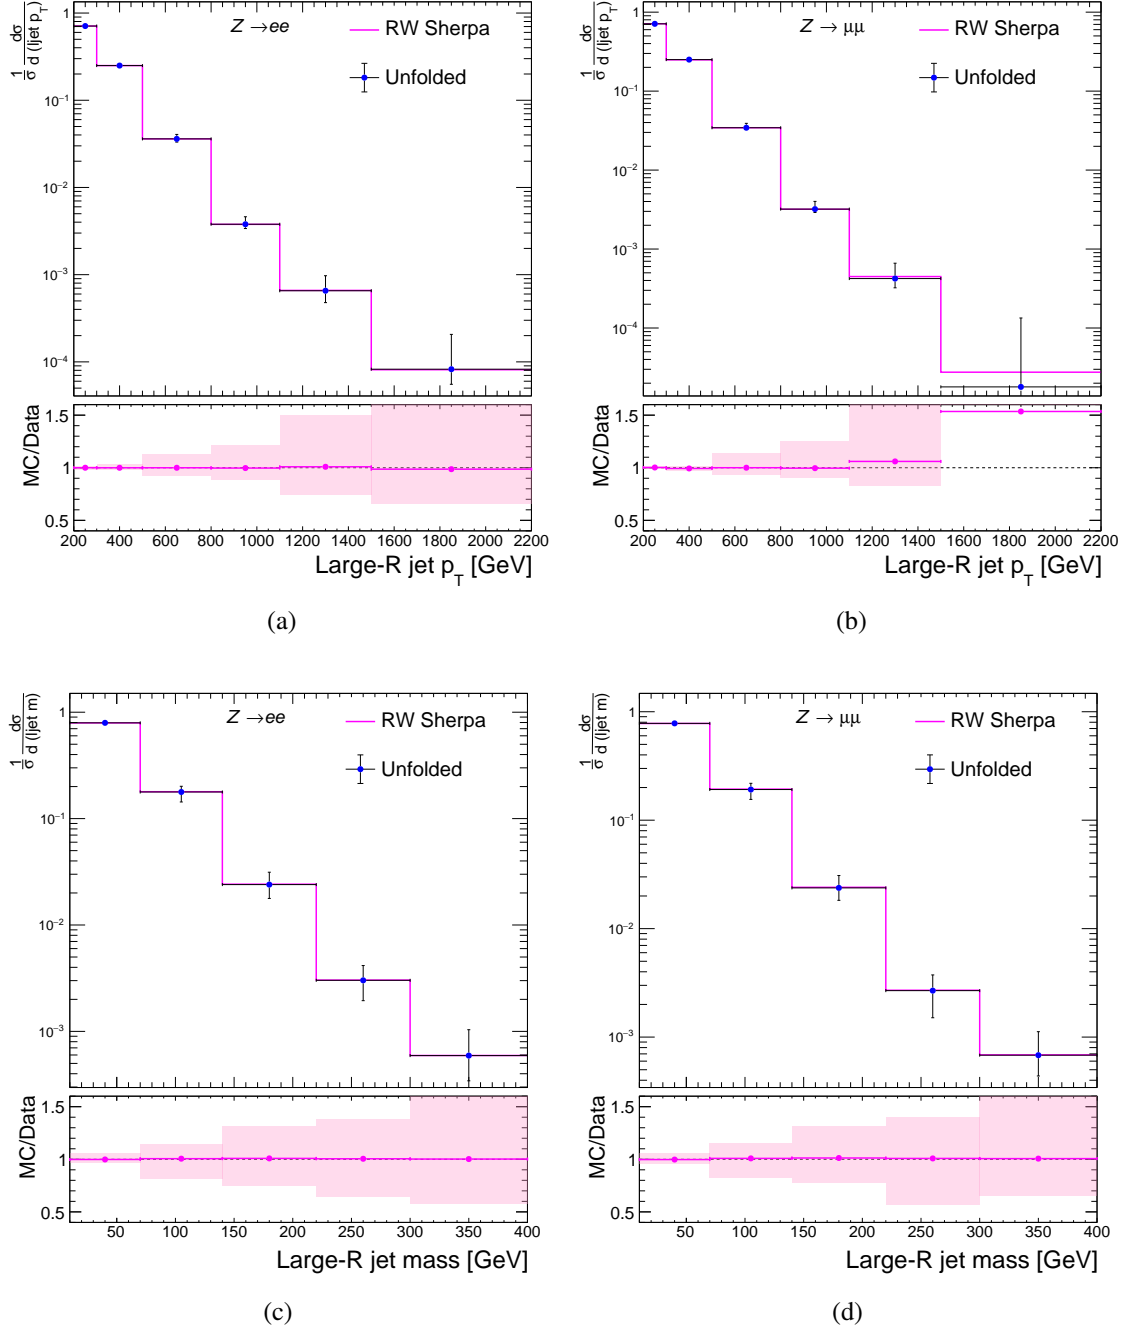 1/σ dσ/d (ljet p_T)
Z → ee
RW Sherpa
Unfolded
1
10⁻¹
10⁻²
10⁻³
10⁻⁴
MC/Data
1.5
1
0.5
200 400 600 800 1000 1200 1400 1600 1800 2000 2200
Large-R jet p_T [GeV]
(a)
1/σ dσ/d (ljet p_T)
Z → μμ
RW Sherpa
Unfolded
1
10⁻¹
10⁻²
10⁻³
10⁻⁴
MC/Data
1.5
1
0.5
200 400 600 800 1000 1200 1400 1600 1800 2000 2200
Large-R jet p_T [GeV]
(b)
1/σ dσ/d (ljet m)
Z → ee
RW Sherpa
Unfolded
1
10⁻¹
10⁻²
10⁻³
MC/Data
1.5
1
0.5
50 100 150 200 250 300 350 400
Large-R jet mass [GeV]
(c)
1/σ dσ/d (ljet m)
Z → μμ
RW Sherpa
Unfolded
1
10⁻¹
10⁻²
10⁻³
MC/Data
1.5
1
0.5
50 100 150 200 250 300 350 400
Large-R jet mass [GeV]
(d)